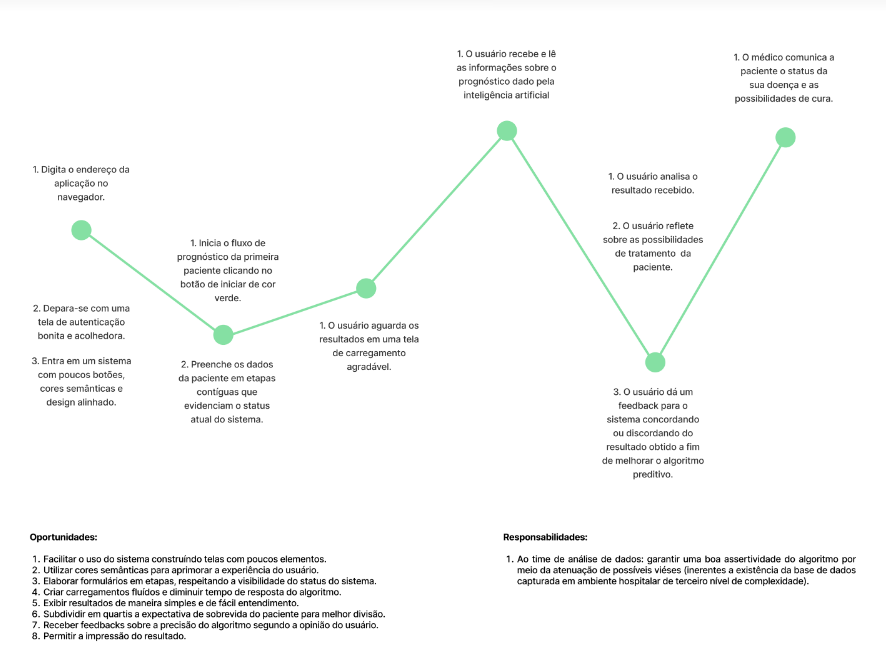 1. Digita o endereço da
aplicação no
navegador.
2. Depara-se com uma
tela de autenticação
bonita e acolhedora.
3. Entra em um sistema
com poucos botões,
cores semânticas e
design alinhado.
1. Inicia o fluxo de
prognóstico da primeira
paciente clicando no
botão de iniciar de cor
verde.
2. Preenche os dados
da paciente em etapas
contíguas que
evidenciam o status
atual do sistema.
1. O usuário aguarda os
resultados em uma tela
de carregamento
agradável.
1. O usuário recebe e lê
as informações sobre o
prognóstico dado pela
inteligência artificial
1. O usuário analisa o
resultado recebido.
2. O usuário reflete
sobre as possibilidades
de tratamento da
paciente.
3. O usuário dá um
feedback para o
sistema concordando
ou discordando do
resultado obtido a fim
de melhorar o algoritmo
preditivo.
1. O médico comunica a
paciente o status da
sua doença e as
possibilidades de cura.
Oportunidades:
1. Facilitar o uso do sistema construíndo telas com poucos elementos.
2. Utilizar cores semânticas para aprimorar a experiência do usuário.
3. Elaborar formulários em etapas, respeitando a visibilidade do status do sistema.
4. Criar carregamentos fluídos e diminuir tempo de resposta do algoritmo.
5. Exibir resultados de maneira simples e de fácil entendimento.
6. Subdividir em quartis a expectativa de sobrevida do paciente para melhor divisão.
7. Receber feedbacks sobre a precisão do algoritmo segundo a opinião do usuário.
8. Permitir a impressão do resultado.
Responsabilidades:
1. Ao time de análise de dados: garantir uma boa assertividade do algoritmo por
meio da atenuação de possíveis viéses (inerentes a existência da base de dados
capturada em ambiente hospitalar de terceiro nível de complexidade).